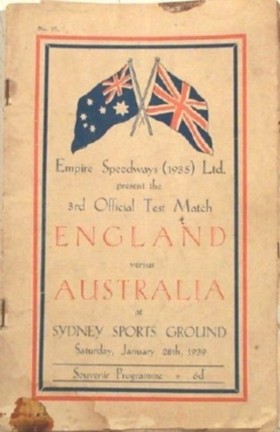 Empire Speedways (1935) Ltd.
present the
3rd Official Test Match
ENGLAND
versus
AUSTRALIA
at
SYDNEY SPORTS GROUND
Saturday, January 28th, 1939
Souvenir Programme - 6d